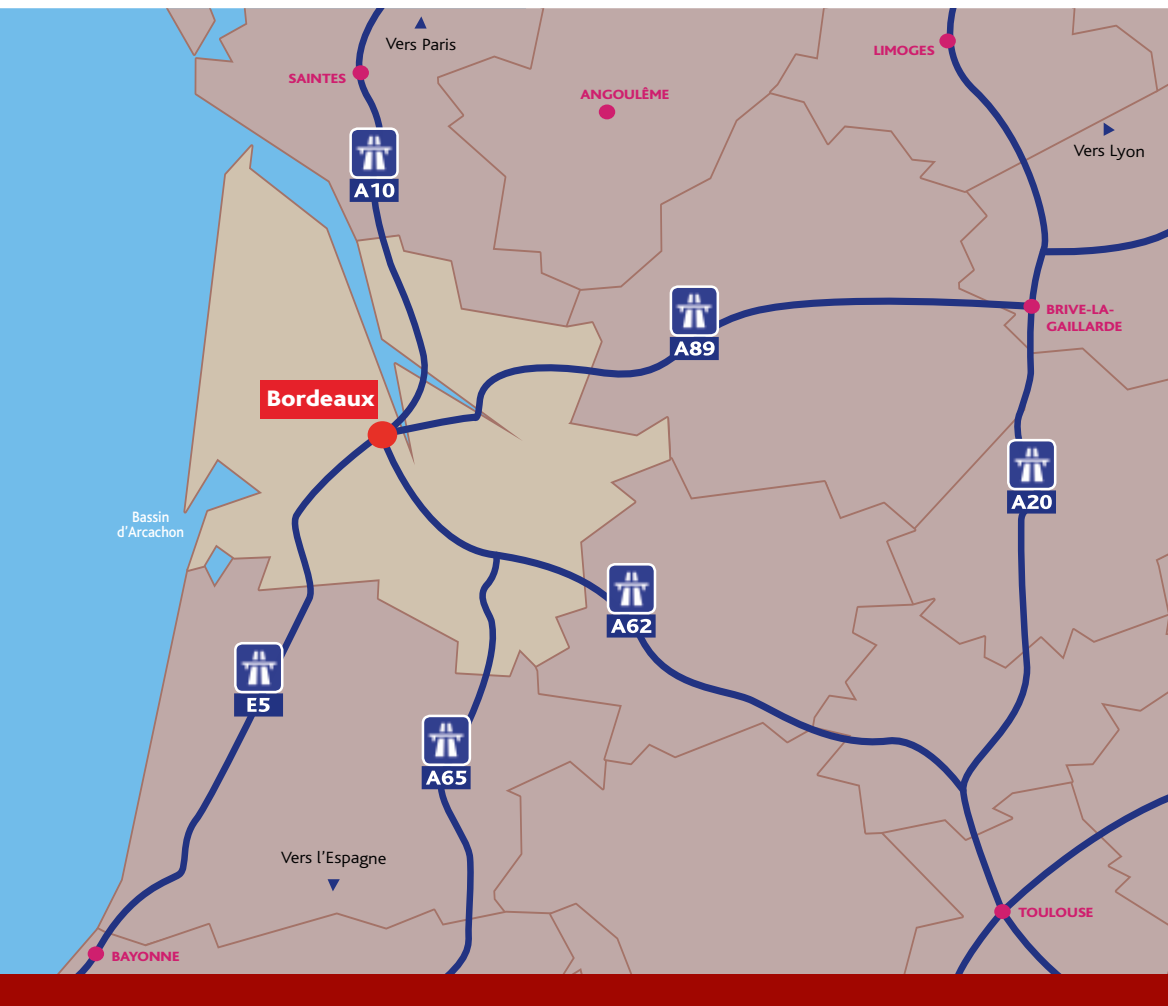 Vers Paris
LIMOGES
SAINTES
ANGOULÊME
Vers Lyon
A10
BRIVE-LA-
GAILLARDE
A89
Bordeaux
A20
Bassin
d'Arcachon
A62
E5
A65
Vers l'Espagne
TOULOUSE
BAYONNE